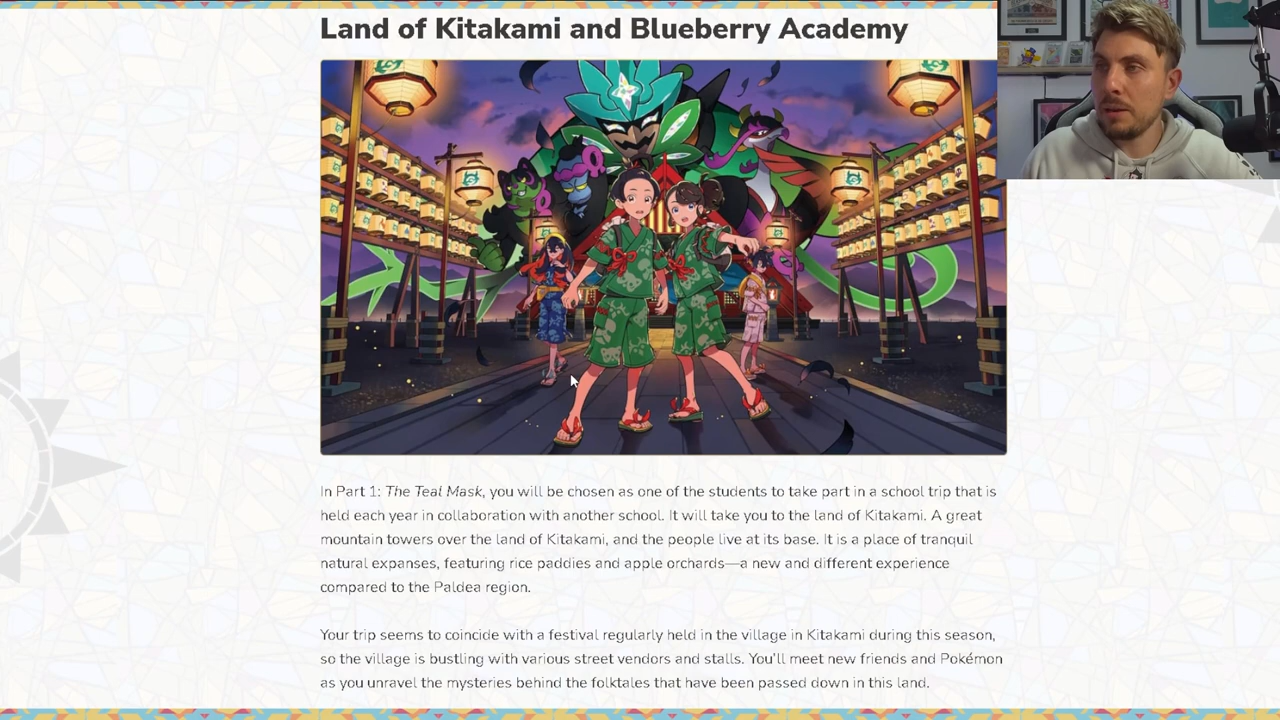 Land of Kitakami and Blueberry Academy
In Part 1: The Teal Mask, you will be chosen as one of the students to take part in a school trip that is
held each year in collaboration with another school. It will take you to the land of Kitakami. A great
mountain towers over the land of Kitakami, and the people live at its base. It is a place of tranquil
natural expanses, featuring rice paddies and apple orchards—a new and different experience
compared to the Paldea region.
Your trip seems to coincide with a festival regularly held in the village in Kitakami during this season,
so the village is bustling with various street vendors and stalls. You'll meet new friends and Pokémon
as you unravel the mysteries behind the folktales that have been passed down in this land.